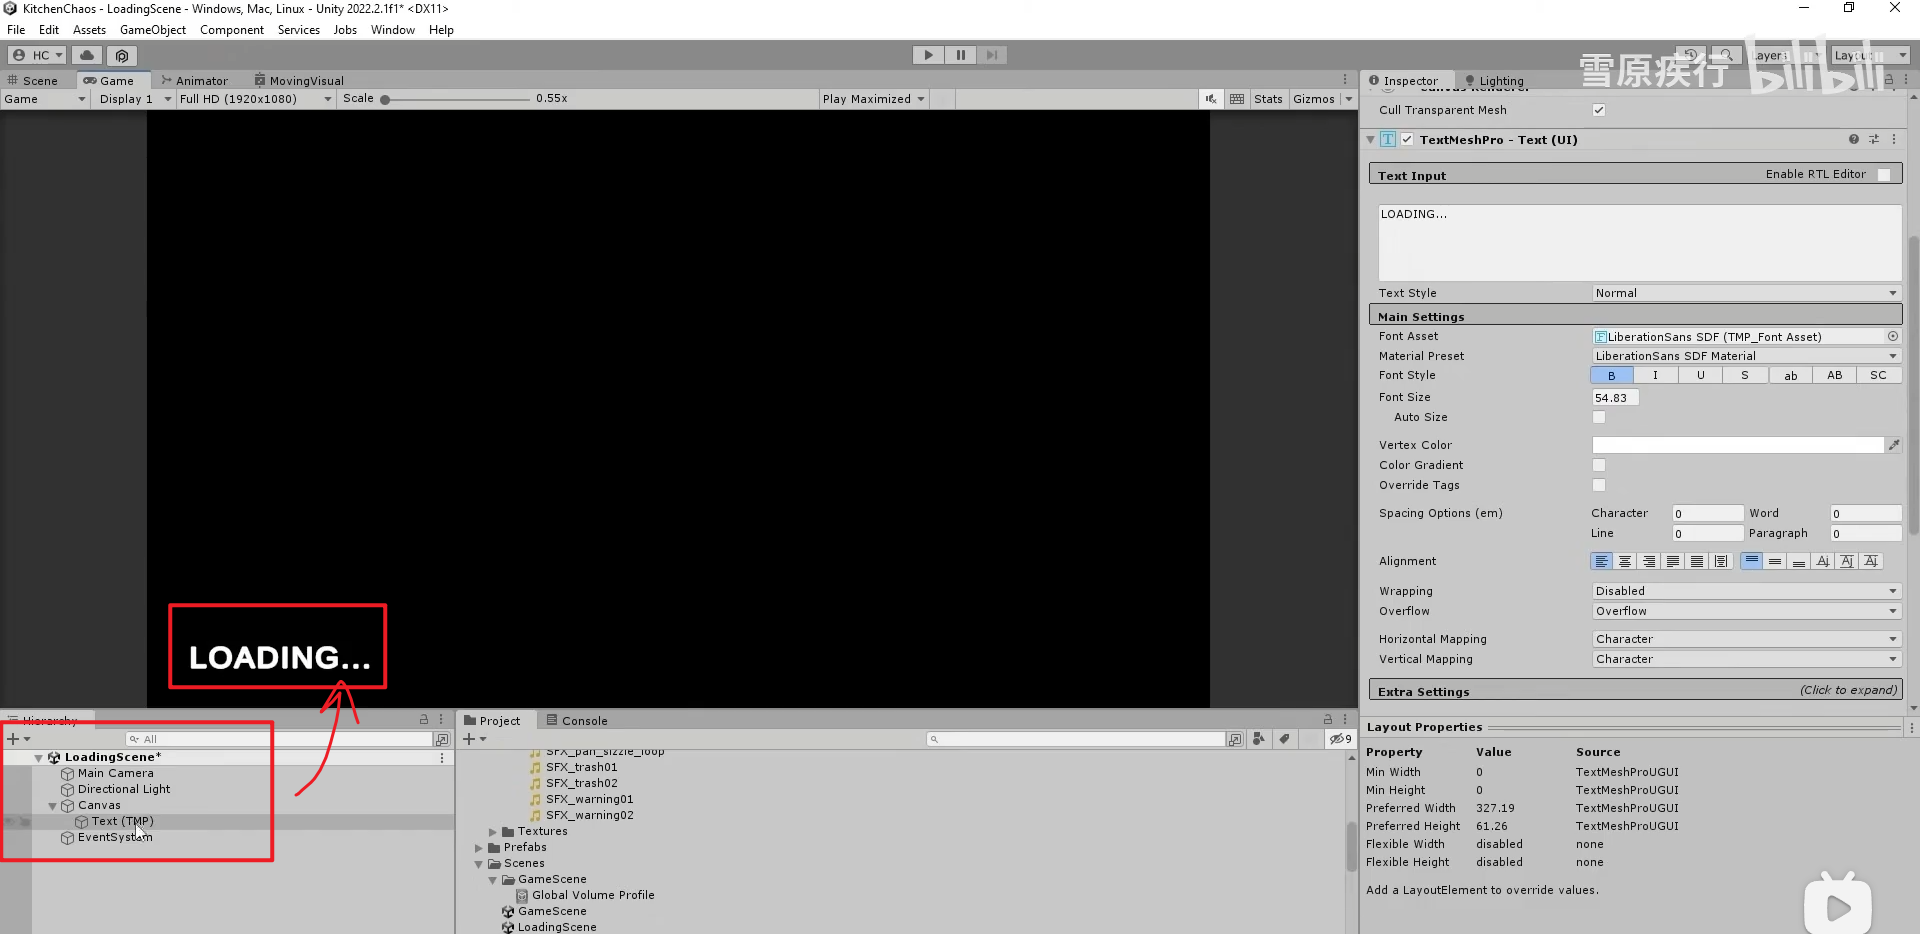 KitchenChaos - LoadingScene - Windows, Mac, Linux - Unity 2022.2.1f1* <DX11>
File Edit Assets GameObject Component Services Jobs Window Help
HC
Layers
雪原疾行 bilibili
Scene Game Animator MovingVisual
Inspector Lighting
Game Display 1 Full HD (1920x1080) Scale 0.55x Play Maximized Stats Gizmos
Cull Transparent Mesh
TextMeshPro - Text (UI)
Text Input Enable RTL Editor
LOADING...
Text Style Normal
Main Settings
Font Asset LiberationSans SDF (TMP_Font Asset)
Material Preset LiberationSans SDF Material
Font Style B I U S ab AB SC
Font Size 54.83
Auto Size
Vertex Color
Color Gradient
Override Tags
Spacing Options (em) Character 0 Word 0
Line 0 Paragraph 0
Alignment
Wrapping Disabled
Overflow Overflow
Horizontal Mapping Character
Vertical Mapping Character
Extra Settings (Click to expand)
LOADING...
Hierarchy
All
LoadingScene*
Main Camera
Directional Light
Canvas
Text (TMP)
EventSystem
Project Console
9
SFX_pan_sizzle_loop
SFX_trash01
SFX_trash02
SFX_warning01
SFX_warning02
Textures
Prefabs
Scenes
GameScene
Global Volume Profile
GameScene
LoadingScene
Layout Properties
Property Value Source
Min Width 0 TextMeshProUGUI
Min Height 0 TextMeshProUGUI
Preferred Width 327.19 TextMeshProUGUI
Preferred Height 61.26 TextMeshProUGUI
Flexible Width disabled none
Flexible Height disabled none
Add a LayoutElement to override values.